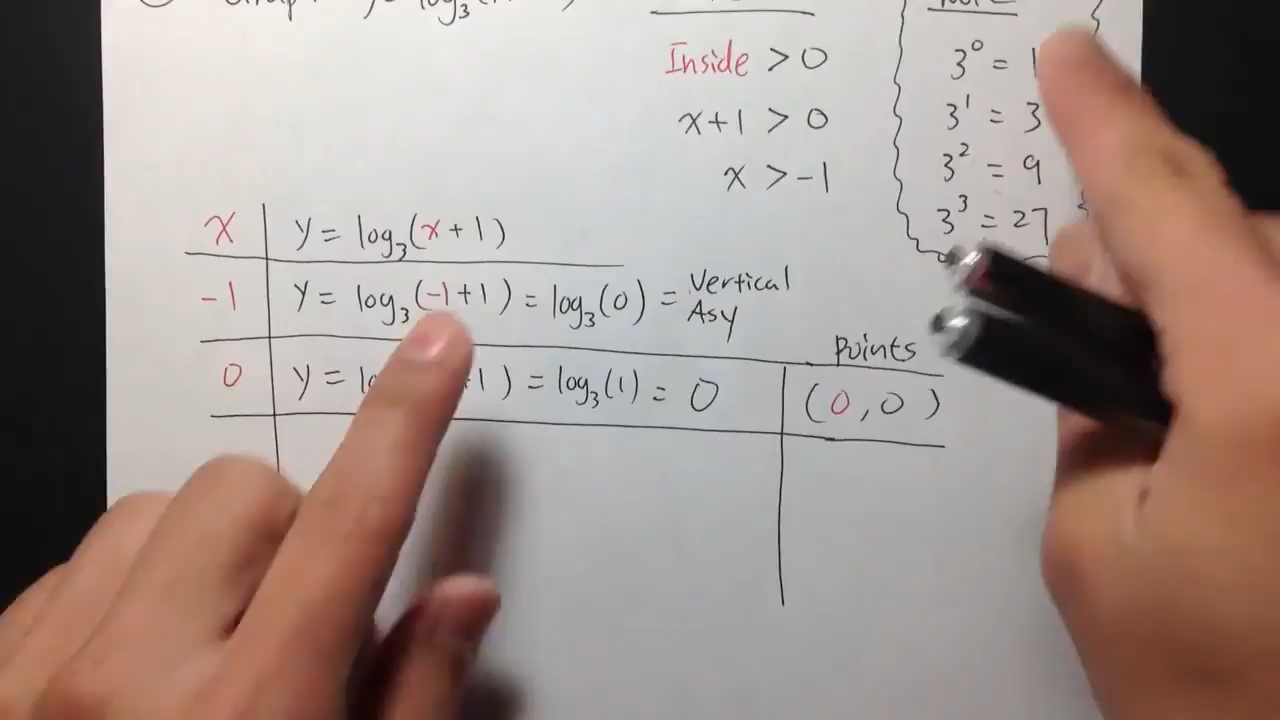 Inside > 0
x+1 > 0
x > -1
3⁰ = 1
3¹ = 3
3² = 9
3³ = 27
x y = log₃(x + 1)
-1 y = log₃(-1+1) = log₃(0) = Vertical Asy
Points
0 y = +1) = log₃(1) = 0 (0, 0)